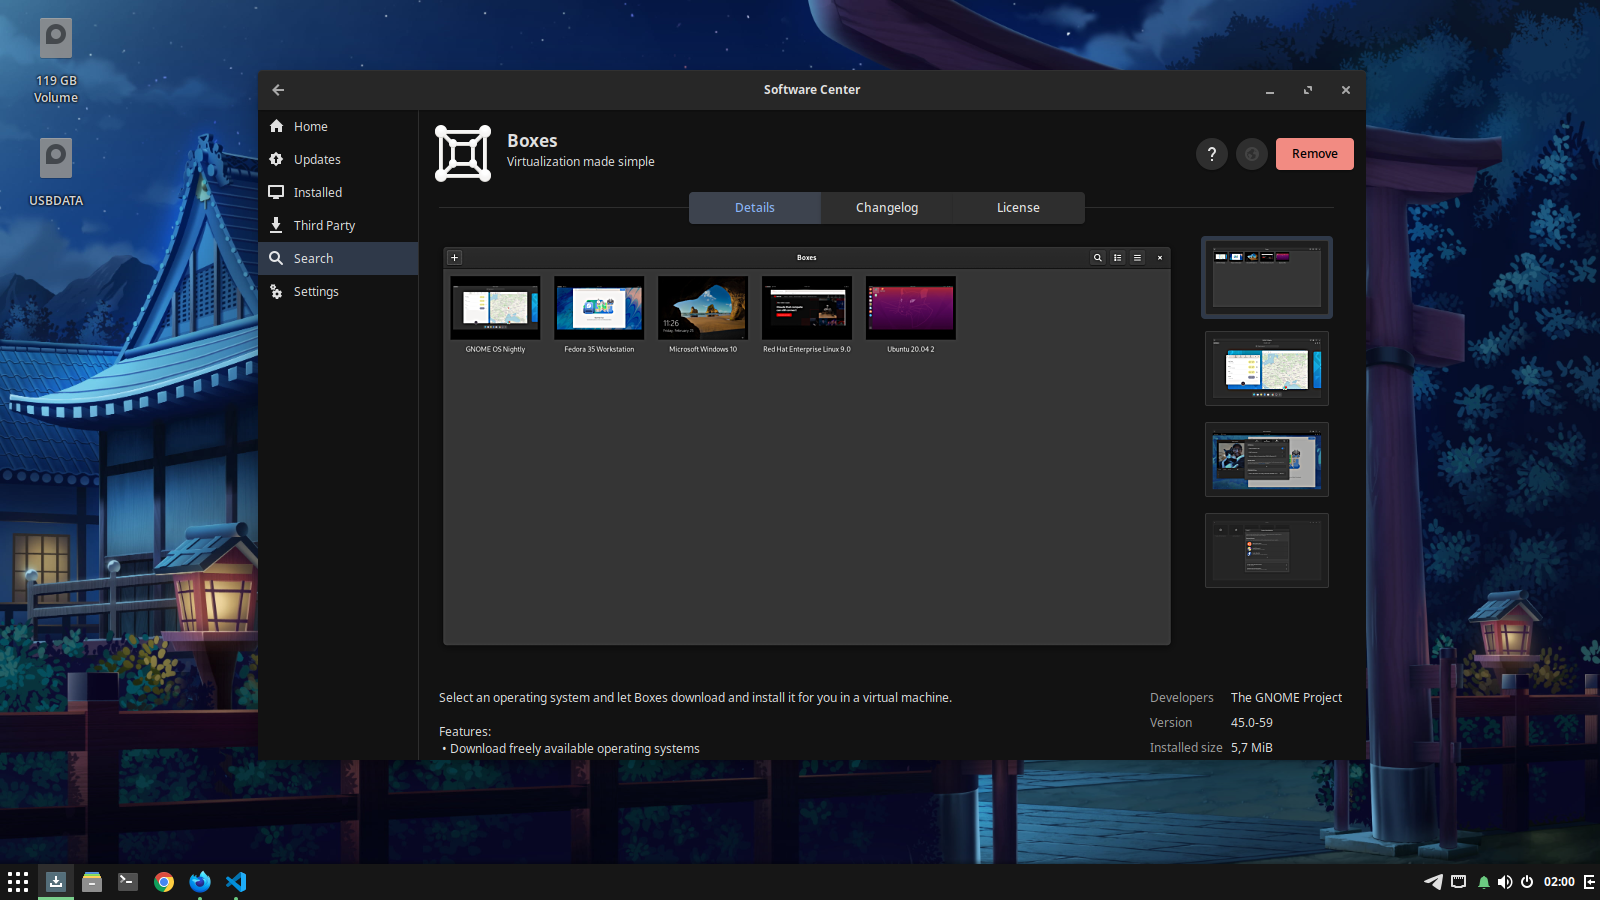 119 GB
Volume
USBDATA
Software Center
Home
Updates
Installed
Third Party
Search
Settings
Boxes
Virtualization made simple
?
Remove
Details
Changelog
License
Boxes
11:26
GNOME OS Nightly
Fedora 35 Workstation
Microsoft Windows 10
Red Hat Enterprise Linux 9.0
Ubuntu 20.04 2
Select an operating system and let Boxes download and install it for you in a virtual machine.
Features:
• Download freely available operating systems
Developers The GNOME Project
Version 45.0-59
Installed size 5,7 MiB
02:00